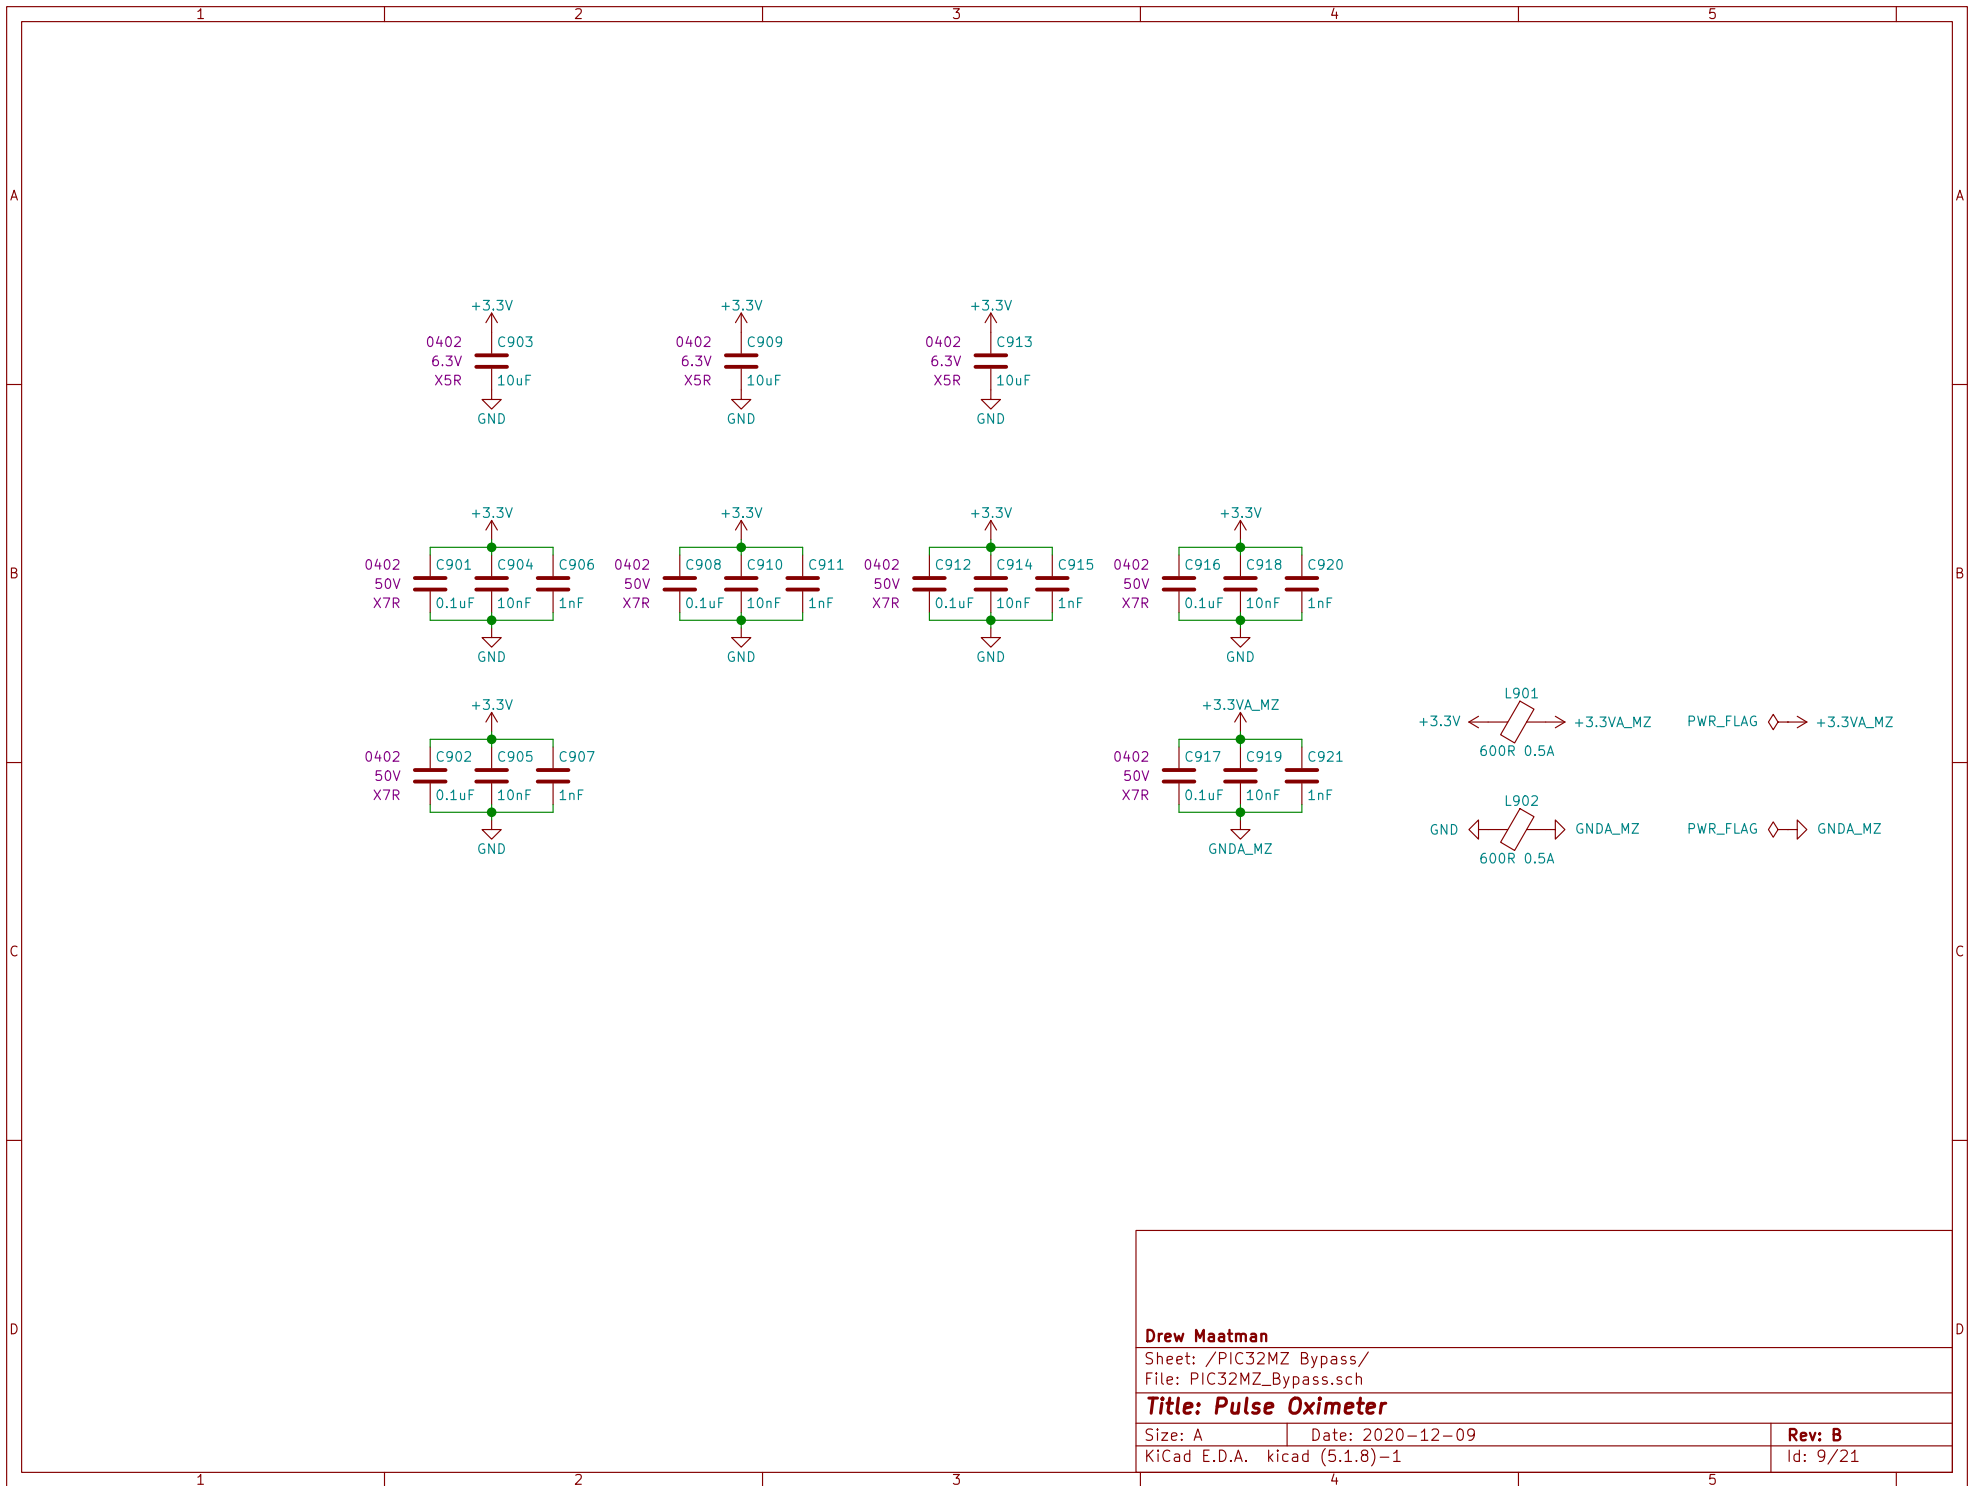 1 2 3 4 5
A A
+3.3V +3.3V +3.3V
0402 C903 0402 C909 0402 C913
6.3V 6.3V 6.3V
X5R 10uF X5R 10uF X5R 10uF
GND GND GND
+3.3V +3.3V +3.3V +3.3V
0402 C901 C904 C906 0402 C908 C910 C911 0402 C912 C914 C915 0402 C916 C918 C920
B B
50V 50V 50V 50V
X7R 0.1uF 10nF 1nF X7R 0.1uF 10nF 1nF X7R 0.1uF 10nF 1nF X7R 0.1uF 10nF 1nF
GND GND GND GND
L901
+3.3V +3.3VA_MZ
+3.3V +3.3VA_MZ PWR_FLAG +3.3VA_MZ
600R 0.5A
0402 C902 C905 C907 0402 C917 C919 C921
50V 50V
X7R 0.1uF 10nF 1nF X7R 0.1uF 10nF 1nF
L902
GND GNDA_MZ PWR_FLAG GNDA_MZ
GND GNDA_MZ
600R 0.5A
C C
D D
Drew Maatman
Sheet: /PIC32MZ Bypass/
File: PIC32MZ_Bypass.sch
Title: Pulse Oximeter
Size: A Date: 2020-12-09 Rev: B
KiCad E.D.A. kicad (5.1.8)-1 Id: 9/21
1 2 3 4 5